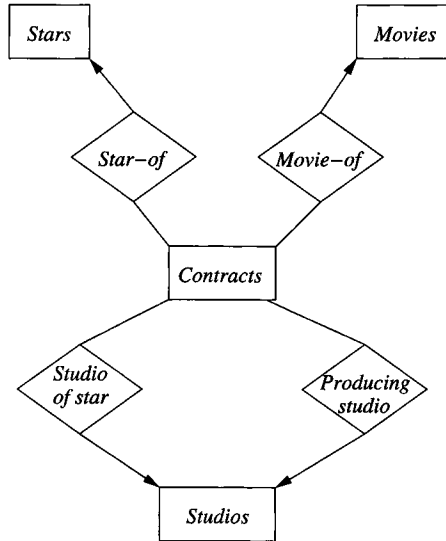 Stars
Movies
Star-of
Movie-of
Contracts
Studio
of star
Producing
studio
Studios